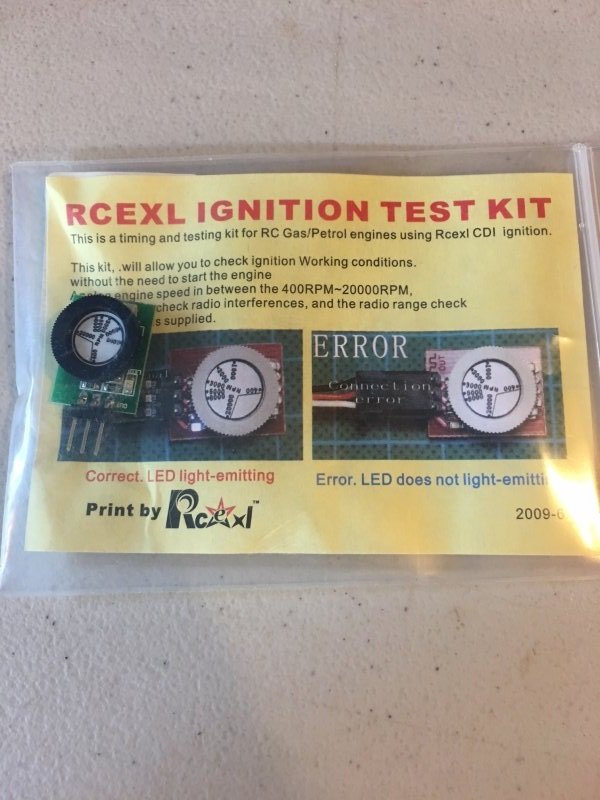 RCEXL IGNITION TEST KIT
This is a timing and testing kit for RC Gas/Petrol engines using Rcexl CDI ignition.
This kit, .will allow you to check ignition Working conditions.
without the need to start the engine
engine speed in between the 400RPM~20000RPM,
check radio interferences, and the radio range check
s supplied.
ERROR
OUT
Connection
error
Correct. LED light-emitting
Error. LED does not light-emitti
Print by Rcexl™
2009-6